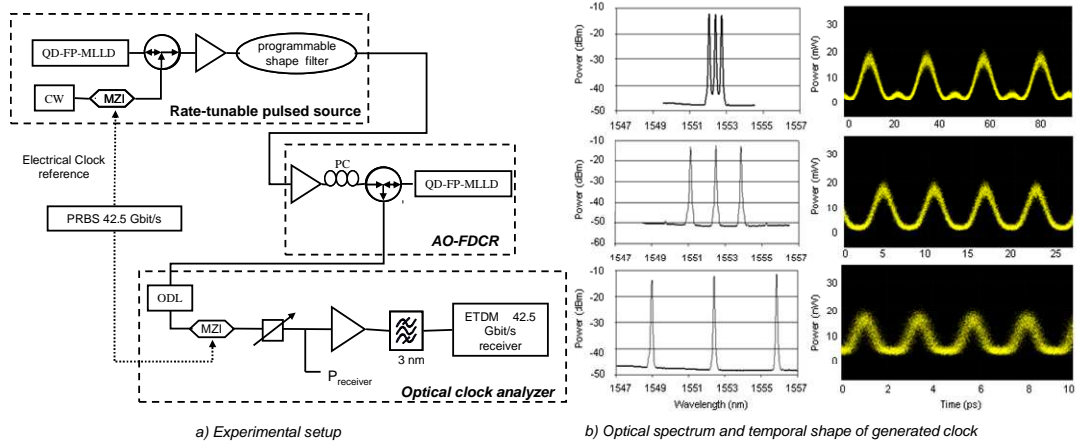 QD-FP-MLLD
programmable
shape filter
CW
MZI
Rate-tunable pulsed source
Electrical Clock
reference
PC
QD-FP-MLLD
PRBS 42.5 Gbit/s
AO-FDCR
ODL
MZI
3 nm
ETDM 42.5
Gbit/s
receiver
Preceiver
Optical clock analyzer
a) Experimental setup
Power (dBm)
-10
-20
-30
-40
-50
1547 1549 1551 1553 1555 1557
Power (mW)
30
20
10
0
0 20 40 60 80
Power (dBm)
-10
-20
-30
-40
-50
-60
1547 1549 1551 1553 1555 1557
Power (mW)
30
20
10
0
0 5 10 15 20 25
Power (dBm)
-10
-20
-30
-40
-50
1547 1549 1551 1553 1555 1557
Wavelength (nm)
Power (mW)
30
20
10
0
0 2 4 6 8 10
Time (ps)
b) Optical spectrum and temporal shape of generated clock